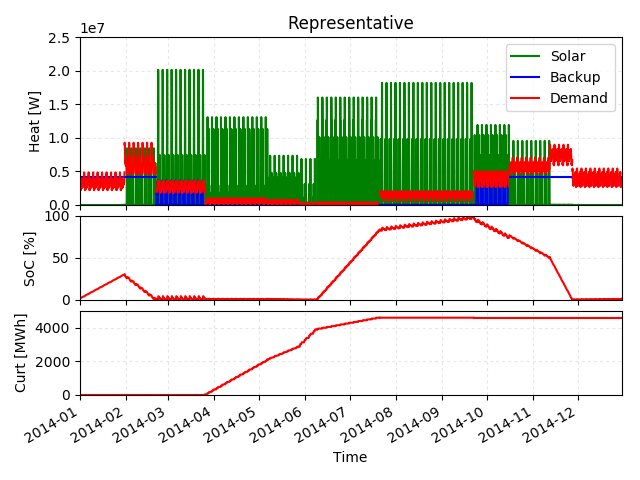 Representative
1e7
2.5
2.0
1.5
1.0
0.5
0.0
Heat [W]
Solar
Backup
Demand
100
50
0
SoC [%]
4000
2000
0
Curt [MWh]
2014-01
2014-02
2014-03
2014-04
2014-05
2014-06
2014-07
2014-08
2014-09
2014-10
2014-11
2014-12
Time